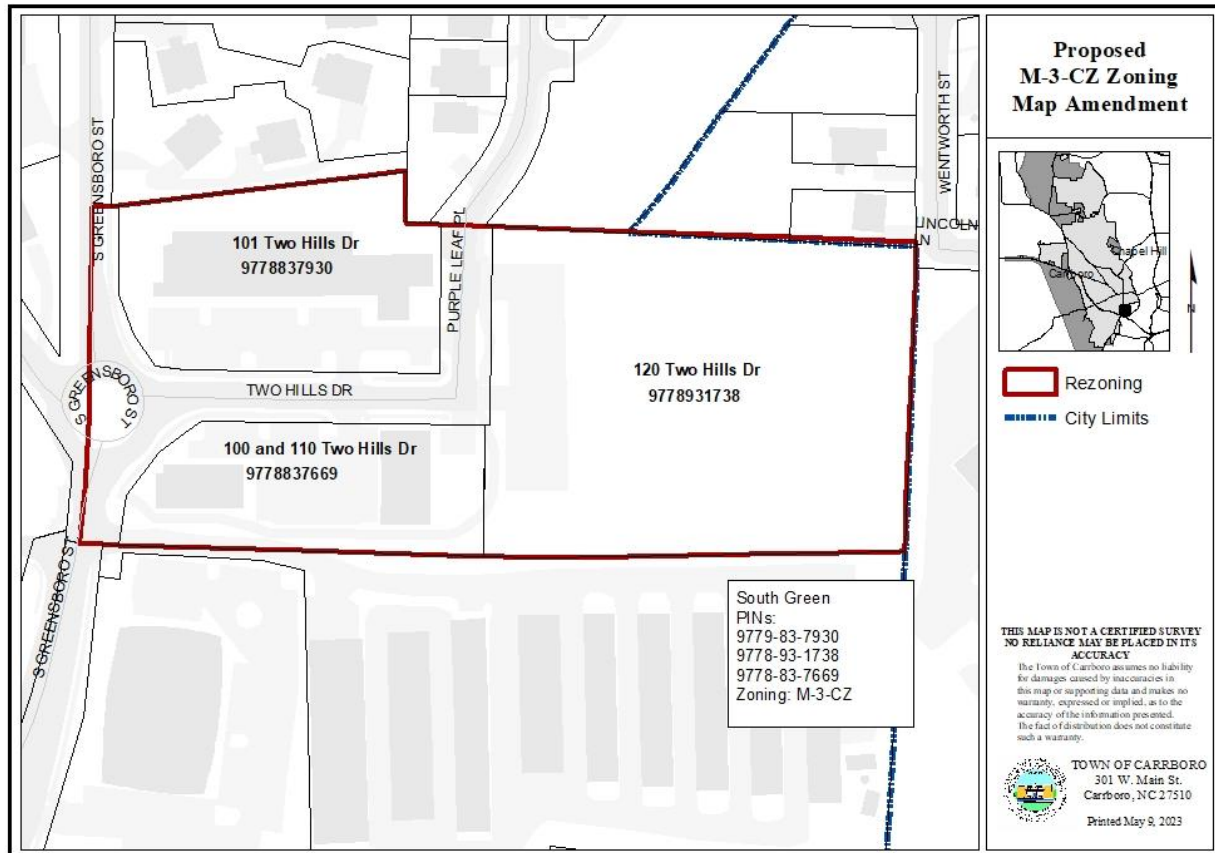 Proposed
M-3-CZ Zoning
Map Amendment
Chapel Hill
Carrboro
N
Rezoning
City Limits
S GREENSBORO ST
PURPLE LEAF PL
WENTWORTH ST
LINCOLN
LN
101 Two Hills Dr
9778837930
120 Two Hills Dr
9778931738
S GREENSBORO ST
TWO HILLS DR
100 and 110 Two Hills Dr
9778837669
S GREENSBORO ST
South Green
PINs:
9779-83-7930
9778-93-1738
9778-83-7669
Zoning: M-3-CZ
THIS MAP IS NOT A CERTIFIED SURVEY
NO RELIANCE MAY BE PLACED IN ITS
ACCURACY
The Town of Carrboro assumes no liability
for damages caused by inaccuracies in
this map or supporting data and makes no
warranty, expressed or implied, as to the
accuracy of the information presented.
The fact of distribution does not constitute
such a warranty.
TOWN OF CARRBORO
301 W. Main St.
Carrboro, NC 27510
Printed May 9, 2023